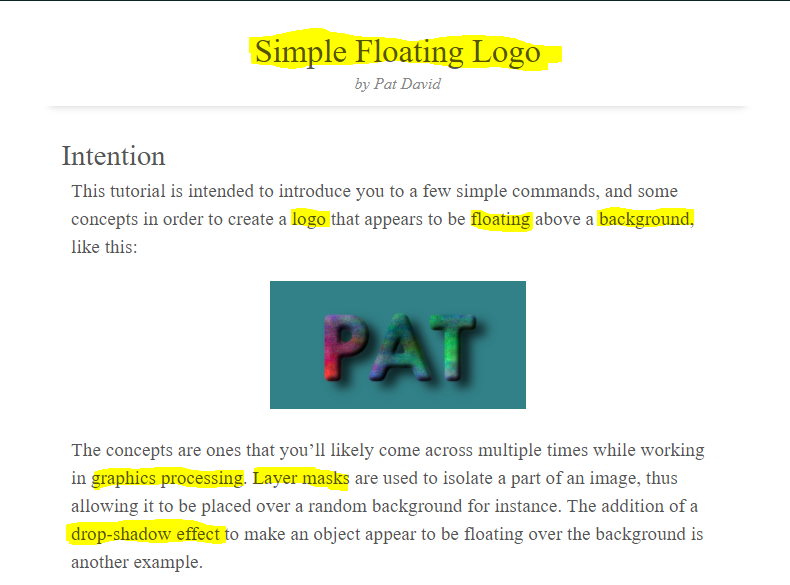 Simple Floating Logo
by Pat David
Intention
This tutorial is intended to introduce you to a few simple commands, and some
concepts in order to create a logo that appears to be floating above a background,
like this:
PAT
The concepts are ones that you’ll likely come across multiple times while working
in graphics processing. Layer masks are used to isolate a part of an image, thus
allowing it to be placed over a random background for instance. The addition of a
drop-shadow effect to make an object appear to be floating over the background is
another example.